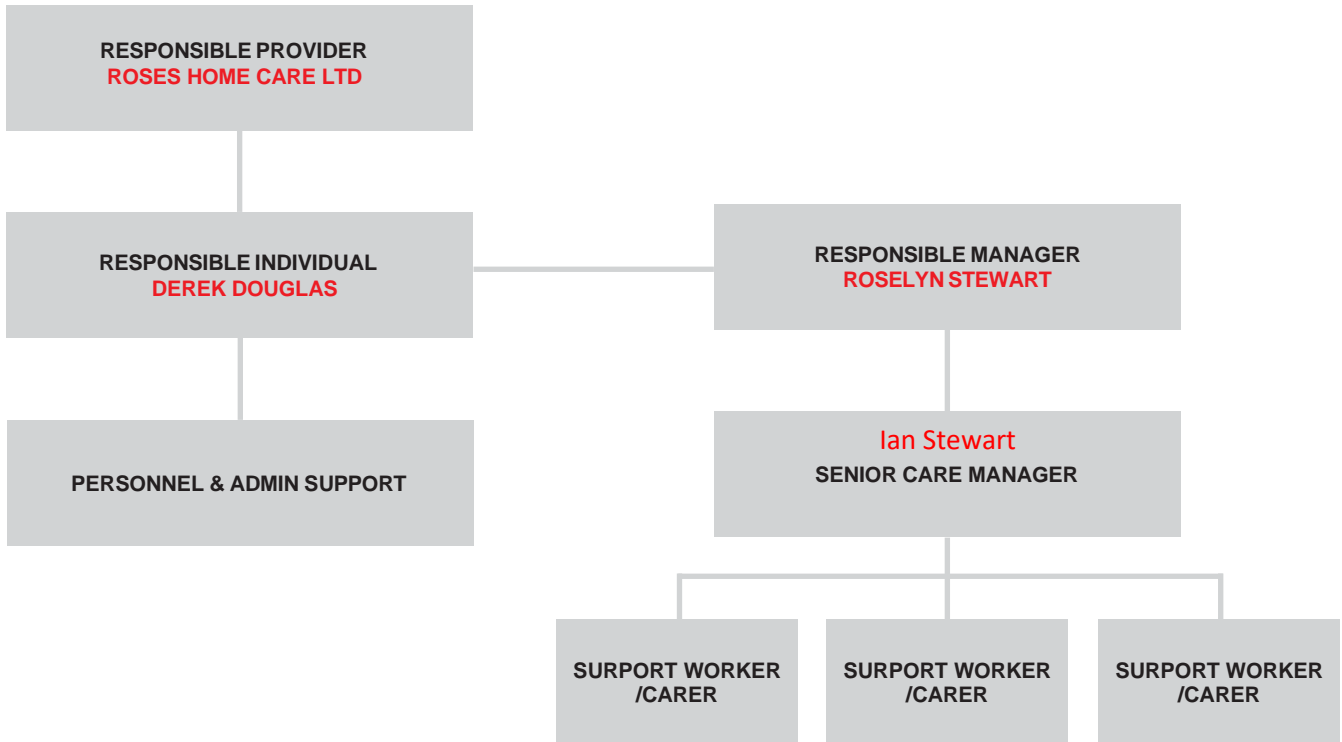 RESPONSIBLE PROVIDER
ROSES HOME CARE LTD
RESPONSIBLE INDIVIDUAL
DEREK DOUGLAS
RESPONSIBLE MANAGER
ROSELYN STEWART
PERSONNEL & ADMIN SUPPORT
Ian Stewart
SENIOR CARE MANAGER
SURPORT WORKER
/CARER
SURPORT WORKER
/CARER
SURPORT WORKER
/CARER